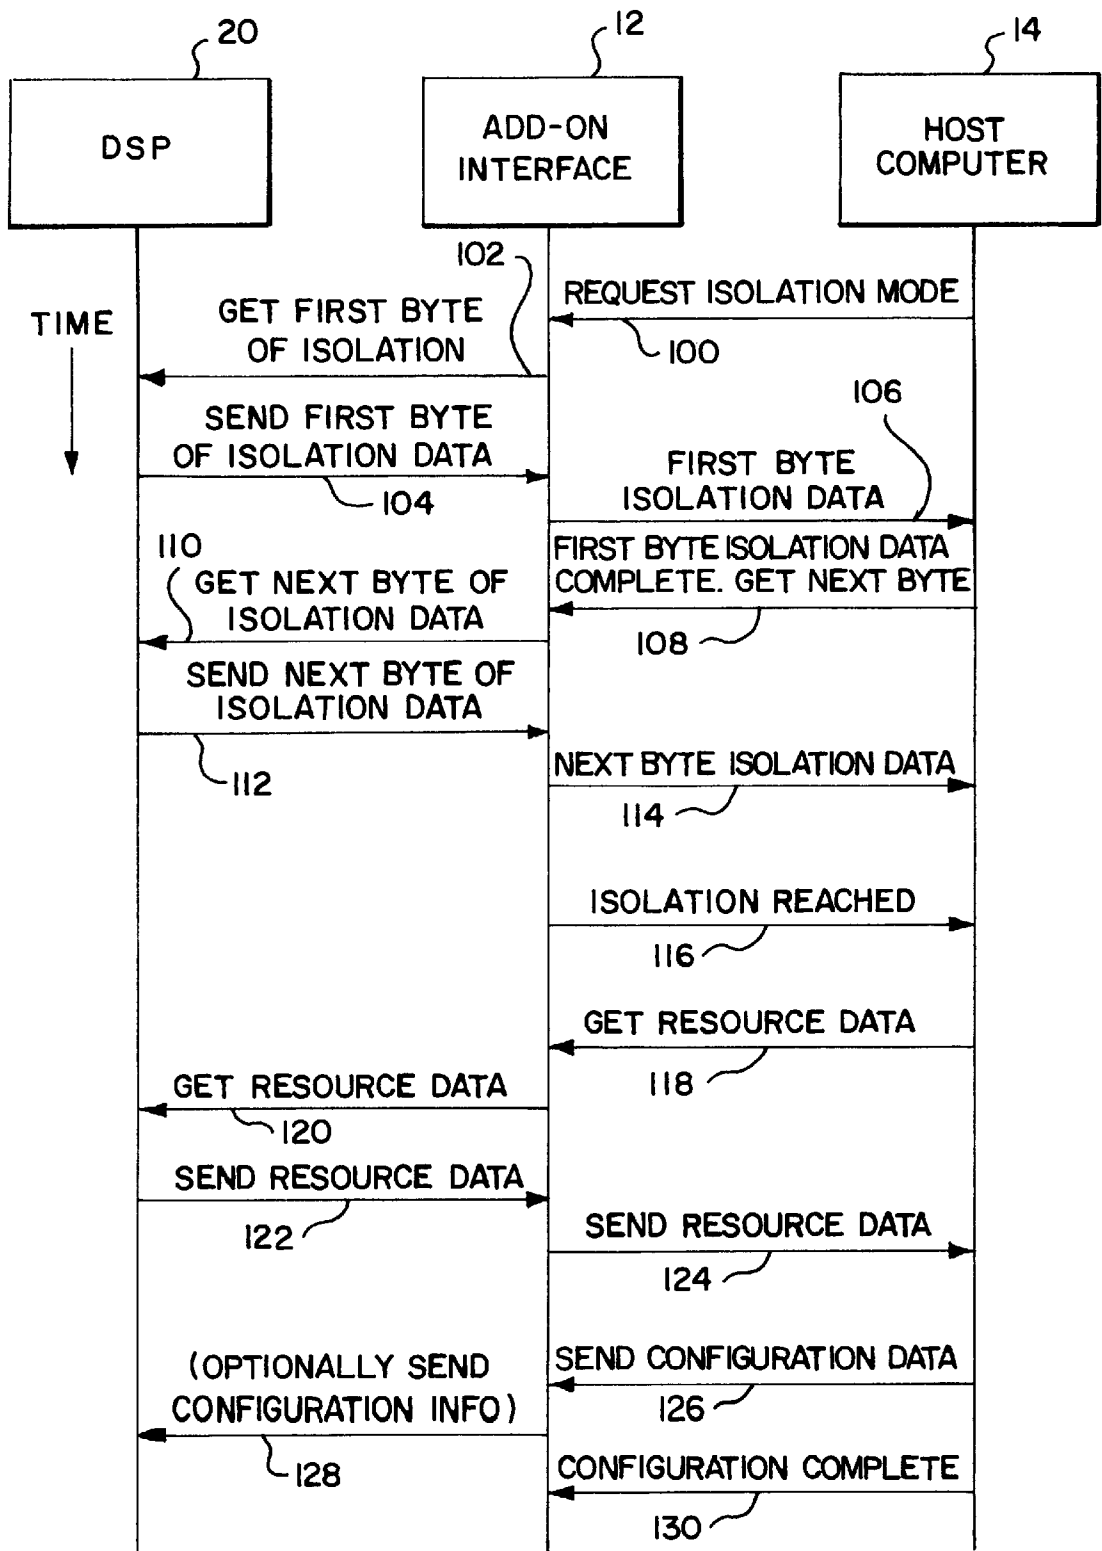 20
12
14
DSP
ADD-ON
INTERFACE
HOST
COMPUTER
TIME
102
REQUEST ISOLATION MODE
100
GET FIRST BYTE
OF ISOLATION
SEND FIRST BYTE
OF ISOLATION DATA
104
106
FIRST BYTE
ISOLATION DATA
FIRST BYTE ISOLATION DATA
COMPLETE. GET NEXT BYTE
108
110
GET NEXT BYTE OF
ISOLATION DATA
SEND NEXT BYTE OF
ISOLATION DATA
112
NEXT BYTE ISOLATION DATA
114
ISOLATION REACHED
116
GET RESOURCE DATA
118
GET RESOURCE DATA
120
SEND RESOURCE DATA
122
SEND RESOURCE DATA
124
SEND CONFIGURATION DATA
126
(OPTIONALLY SEND
CONFIGURATION INFO)
128
CONFIGURATION COMPLETE
130